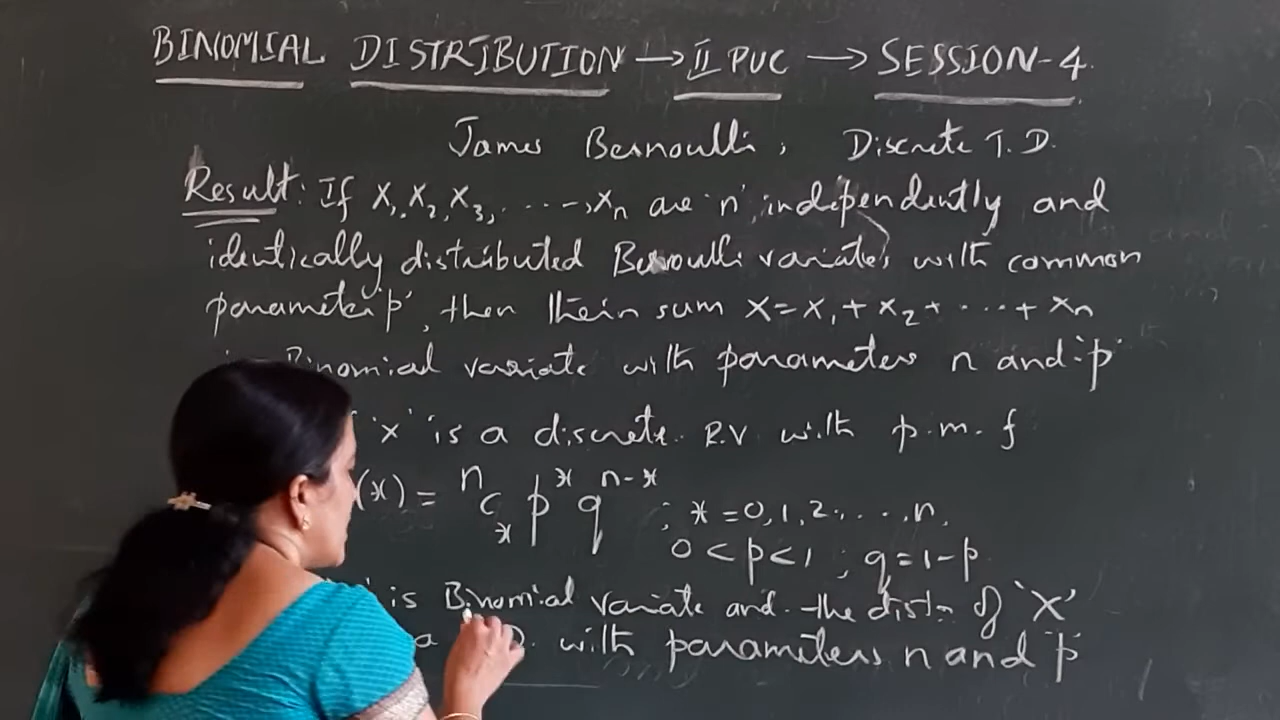 BINOMIAL DISTRIBUTION → II PUC → SESSION-4.
James Bernoulli, Discrete T.D.
Result: If X₁, X₂, X₃, ....., Xn are 'n' independently and
identically distributed Bernoulli variates with common
parameter 'p', then their sum X = X₁ + X₂ + ... + Xn
Binomial variate with parameters n and 'p'
'X' is a discrete R.V with p.m.f
(x) = ⁿCₓ pˣ qⁿ⁻ˣ ; x = 0, 1, 2, ..., n,
0 < p < 1 ; q = 1 - p
is Binomial variate and the distn of 'X'
a D. with parameters n and 'p'